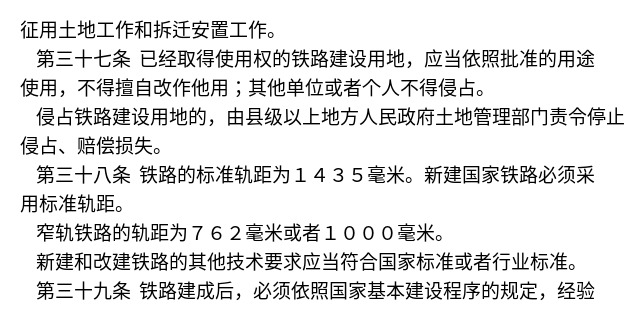 征用土地工作和拆迁安置工作。
第三十七条 已经取得使用权的铁路建设用地，应当依照批准的用途
使用，不得擅自改作他用；其他单位或者个人不得侵占。
侵占铁路建设用地的，由县级以上地方人民政府土地管理部门责令停止
侵占、赔偿损失。
第三十八条 铁路的标准轨距为１４３５毫米。新建国家铁路必须采
用标准轨距。
窄轨铁路的轨距为７６２毫米或者１０００毫米。
新建和改建铁路的其他技术要求应当符合国家标准或者行业标准。
第三十九条 铁路建成后，必须依照国家基本建设程序的规定，经验